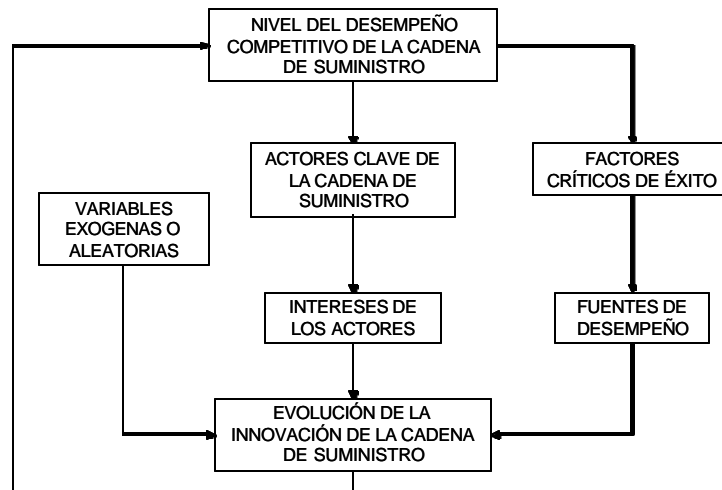 NIVEL DEL DESEMPEÑO
COMPETITIVO DE LA CADENA
DE SUMINISTRO
ACTORES CLAVE DE
LA CADENA DE
SUMINISTRO
FACTORES
CRÍTICOS DE ÉXITO
VARIABLES
EXOGENAS O
ALEATORIAS
INTERESES DE
LOS ACTORES
FUENTES DE
DESEMPEÑO
EVOLUCIÓN DE LA
INNOVACIÓN DE LA CADENA
DE SUMINISTRO